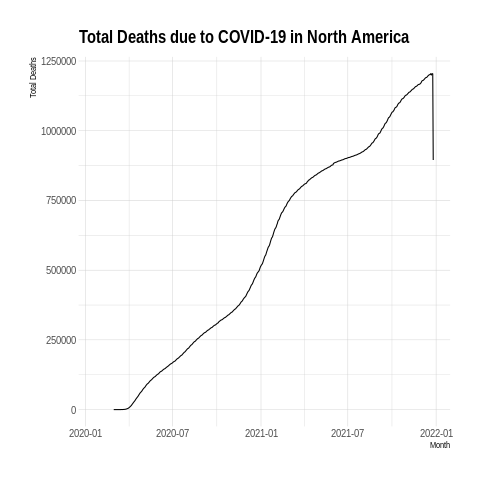 Total Deaths due to COVID-19 in North America
Total Deaths
1250000
1000000
750000
500000
250000
0
2020-01 2020-07 2021-01 2021-07 2022-01
Month